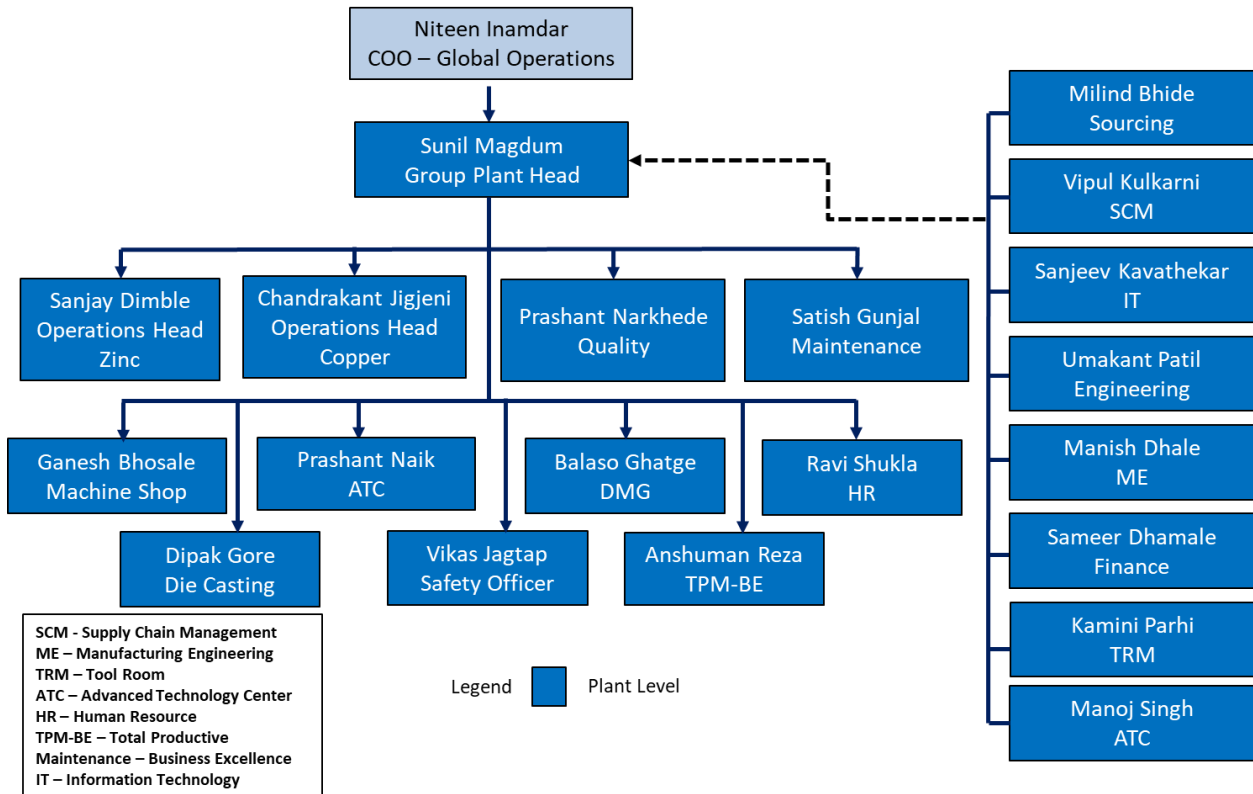 Niteen Inamdar
COO – Global Operations
Sunil Magdum
Group Plant Head
Sanjay Dimble
Operations Head
Zinc
Chandrakant Jigjeni
Operations Head
Copper
Prashant Narkhede
Quality
Satish Gunjal
Maintenance
Ganesh Bhosale
Machine Shop
Prashant Naik
ATC
Balaso Ghatge
DMG
Ravi Shukla
HR
Dipak Gore
Die Casting
Vikas Jagtap
Safety Officer
Anshuman Reza
TPM-BE
Milind Bhide
Sourcing
Vipul Kulkarni
SCM
Sanjeev Kavathekar
IT
Umakant Patil
Engineering
Manish Dhale
ME
Sameer Dhamale
Finance
Kamini Parhi
TRM
Manoj Singh
ATC
SCM - Supply Chain Management
ME – Manufacturing Engineering
TRM – Tool Room
ATC – Advanced Technology Center
HR – Human Resource
TPM-BE – Total Productive
Maintenance – Business Excellence
IT – Information Technology
Legend
Plant Level